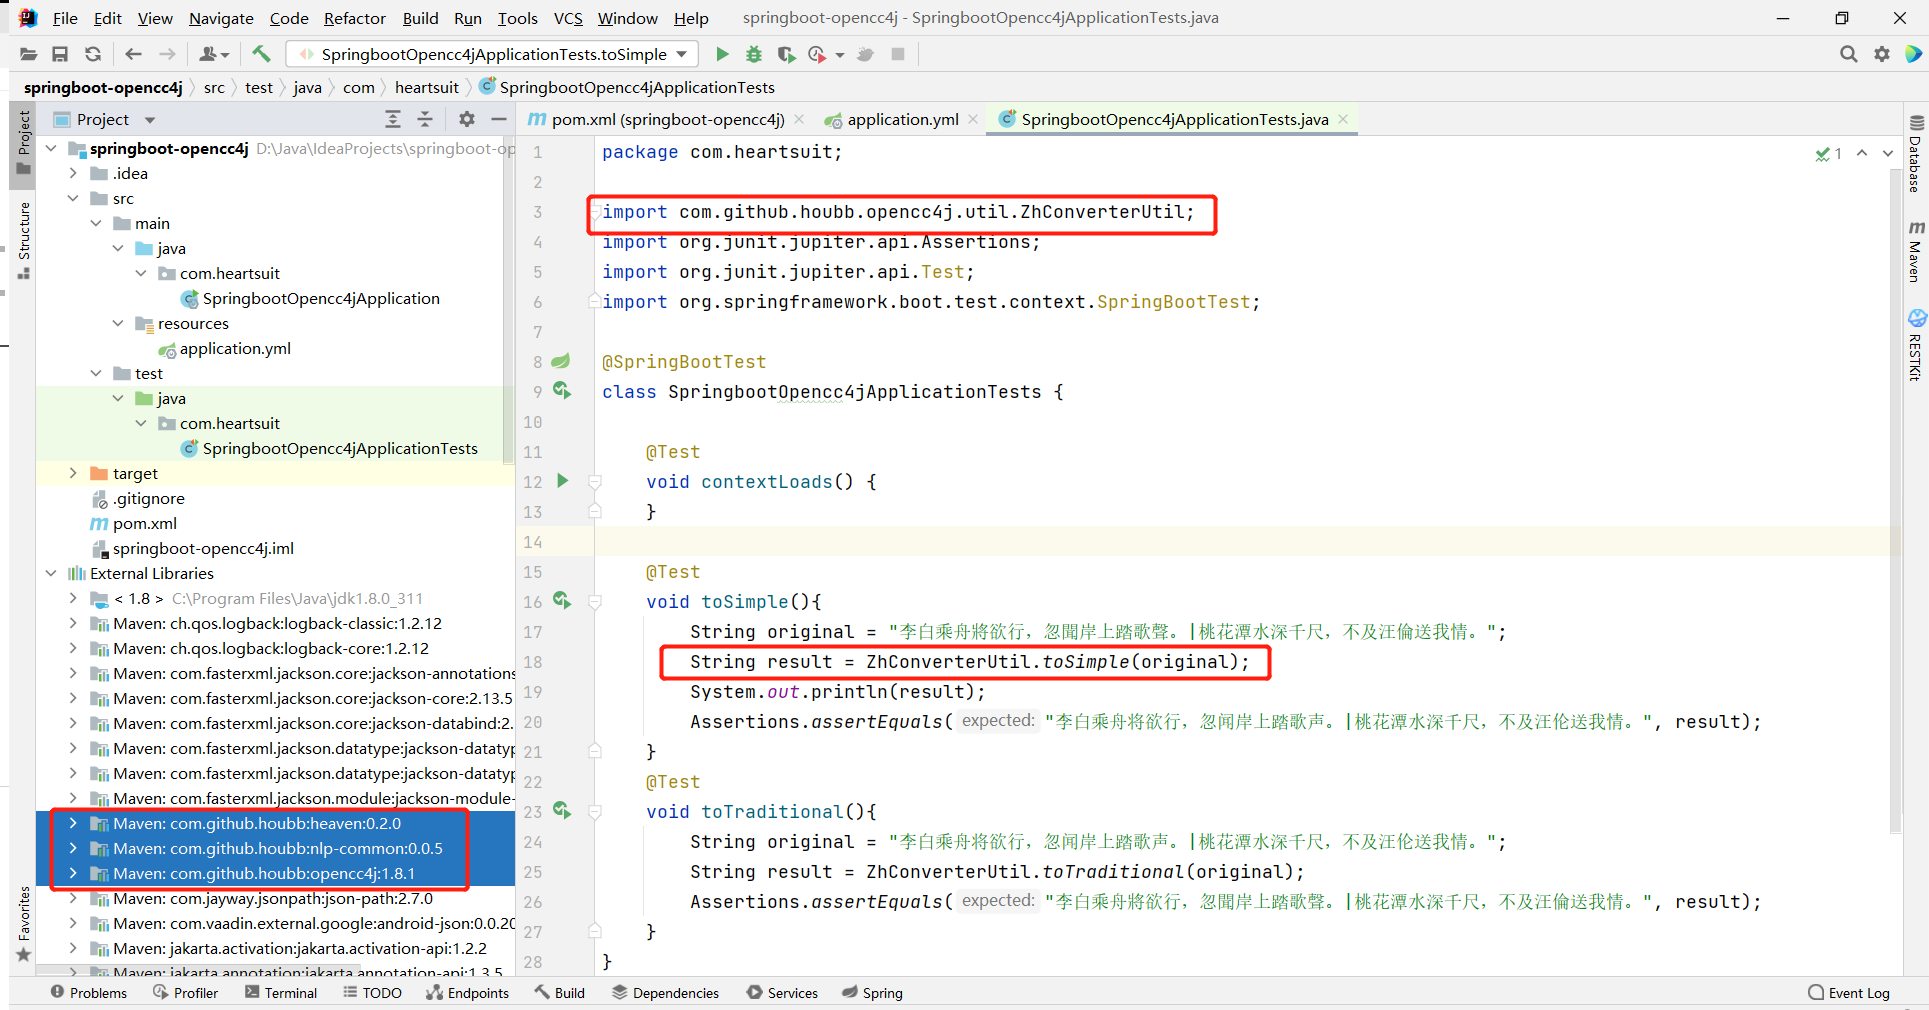 File Edit View Navigate Code Refactor Build Run Tools VCS Window Help springboot-opencc4j - SpringbootOpencc4jApplicationTests.java
SpringbootOpencc4jApplicationTests.toSimple
springboot-opencc4j src test java com heartsuit SpringbootOpencc4jApplicationTests
Project
Structure
Favorites
Project
springboot-opencc4j D:\Java\IdeaProjects\springboot-op
.idea
src
main
java
com.heartsuit
SpringbootOpencc4jApplication
resources
application.yml
test
java
com.heartsuit
SpringbootOpencc4jApplicationTests
target
.gitignore
pom.xml
springboot-opencc4j.iml
External Libraries
< 1.8 > C:\Program Files\Java\jdk1.8.0_311
Maven: ch.qos.logback:logback-classic:1.2.12
Maven: ch.qos.logback:logback-core:1.2.12
Maven: com.fasterxml.jackson.core:jackson-annotations
Maven: com.fasterxml.jackson.core:jackson-core:2.13.5
Maven: com.fasterxml.jackson.core:jackson-databind:2.
Maven: com.fasterxml.jackson.datatype:jackson-datatyp
Maven: com.fasterxml.jackson.datatype:jackson-datatyp
Maven: com.fasterxml.jackson.module:jackson-module-
Maven: com.github.houbb:heaven:0.2.0
Maven: com.github.houbb:nlp-common:0.0.5
Maven: com.github.houbb:opencc4j:1.8.1
Maven: com.jayway.jsonpath:json-path:2.7.0
Maven: com.vaadin.external.google:android-json:0.0.20
Maven: jakarta.activation:jakarta.activation-api:1.2.2
Maven: jakarta.annotation:jakarta.annotation-api:1.3.5
pom.xml (springboot-opencc4j) application.yml SpringbootOpencc4jApplicationTests.java
1 package com.heartsuit; 1
2
3 import com.github.houbb.opencc4j.util.ZhConverterUtil;
4 import org.junit.jupiter.api.Assertions;
5 import org.junit.jupiter.api.Test;
6 import org.springframework.boot.test.context.SpringBootTest;
7
8 @SpringBootTest
9 class SpringbootOpencc4jApplicationTests {
10
11 @Test
12 void contextLoads() {
13 }
14
15 @Test
16 void toSimple(){
17 String original = "李白乘舟將欲行，忽聞岸上踏歌聲。|桃花潭水深千尺，不及汪倫送我情。";
18 String result = ZhConverterUtil.toSimple(original);
19 System.out.println(result);
20 Assertions.assertEquals( expected: "李白乘舟将欲行，忽闻岸上踏歌声。|桃花潭水深千尺，不及汪伦送我情。", result);
21 }
22 @Test
23 void toTraditional(){
24 String original = "李白乘舟将欲行，忽闻岸上踏歌声。|桃花潭水深千尺，不及汪伦送我情。";
25 String result = ZhConverterUtil.toTraditional(original);
26 Assertions.assertEquals( expected: "李白乘舟將欲行，忽聞岸上踏歌聲。|桃花潭水深千尺，不及汪倫送我情。", result);
27 }
28 }
Database
m Maven
RESTKit
Problems Profiler Terminal TODO Endpoints Build Dependencies Services Spring Event Log